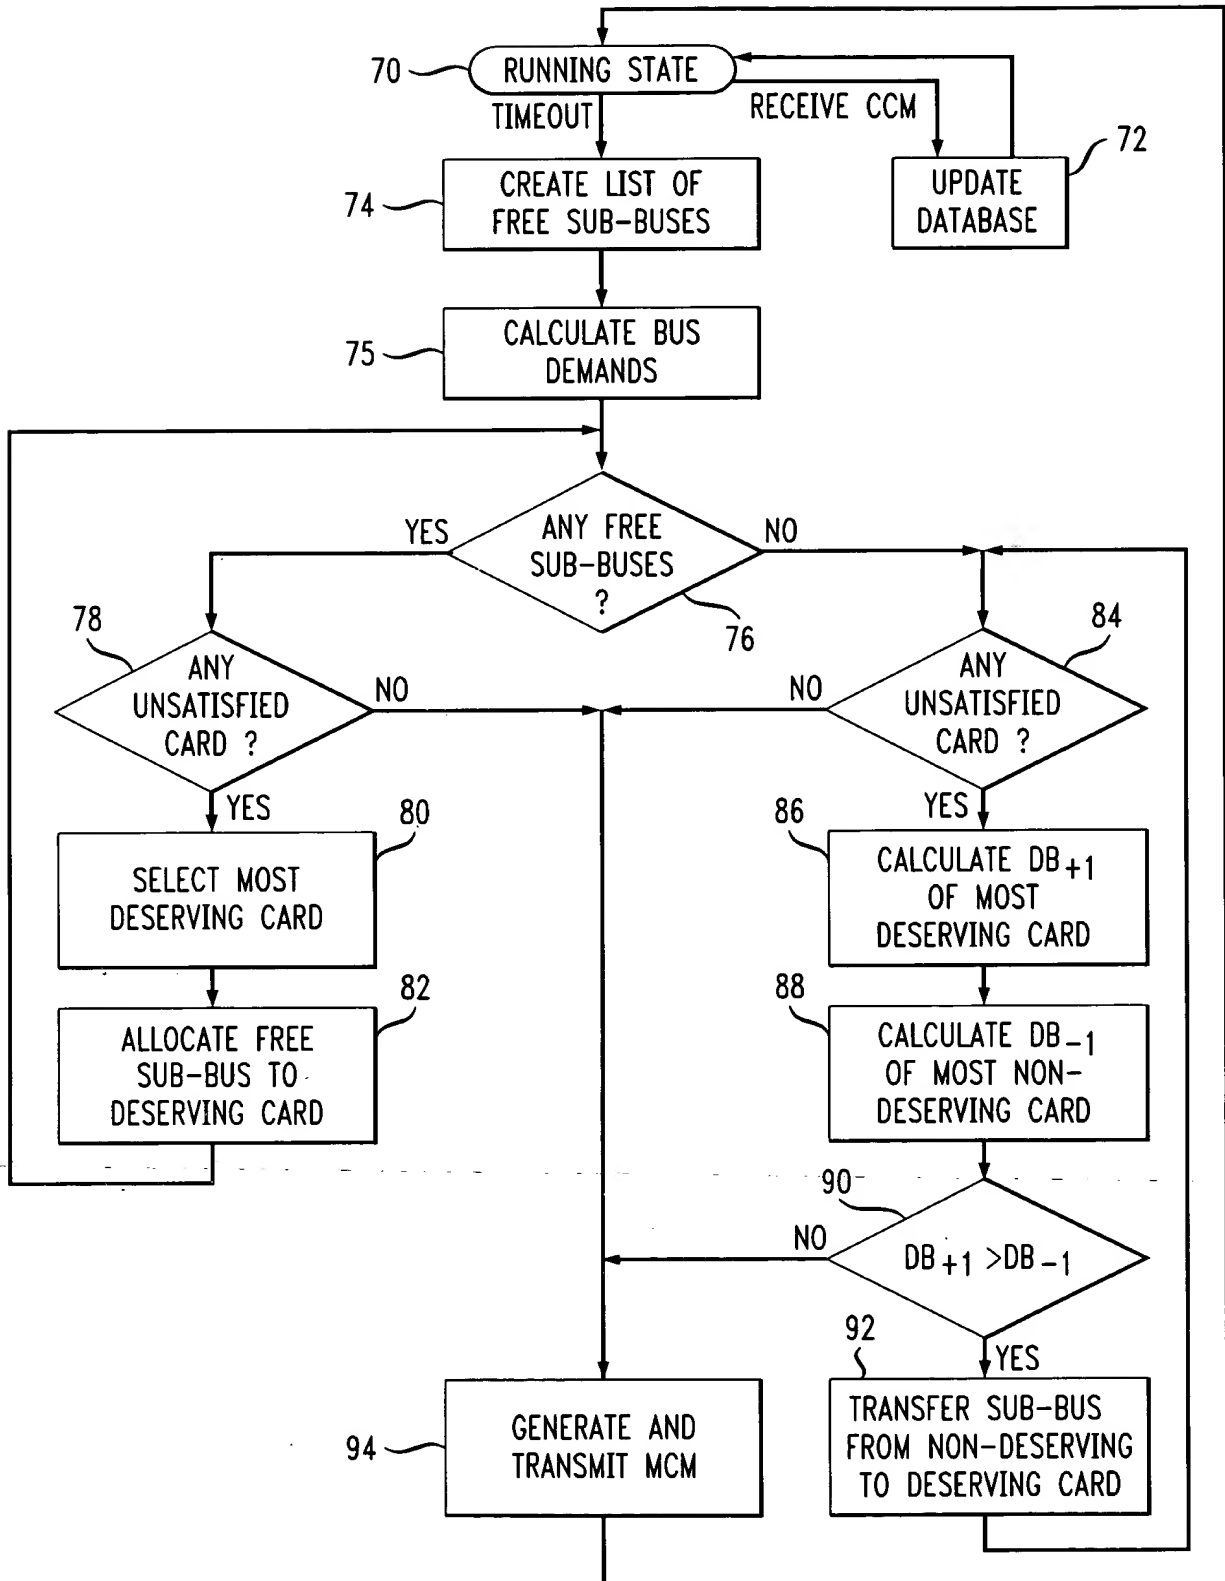 70
RUNNING STATE
TIMEOUT
RECEIVE CCM
72
UPDATE
DATABASE
74
CREATE LIST OF
FREE SUB-BUSES
75
CALCULATE BUS
DEMANDS
YES
ANY FREE
SUB-BUSES
?
NO
76
78
ANY
UNSATISFIED
CARD ?
NO
YES
84
ANY
UNSATISFIED
CARD ?
NO
YES
80
SELECT MOST
DESERVING CARD
86
CALCULATE DB+1
OF MOST
DESERVING CARD
82
ALLOCATE FREE
SUB-BUS TO
DESERVING CARD
88
CALCULATE DB-1
OF MOST NON-
DESERVING CARD
90
NO
DB+1 >DB-1
YES
92
TRANSFER SUB-BUS
FROM NON-DESERVING
TO DESERVING CARD
94
GENERATE AND
TRANSMIT MCM